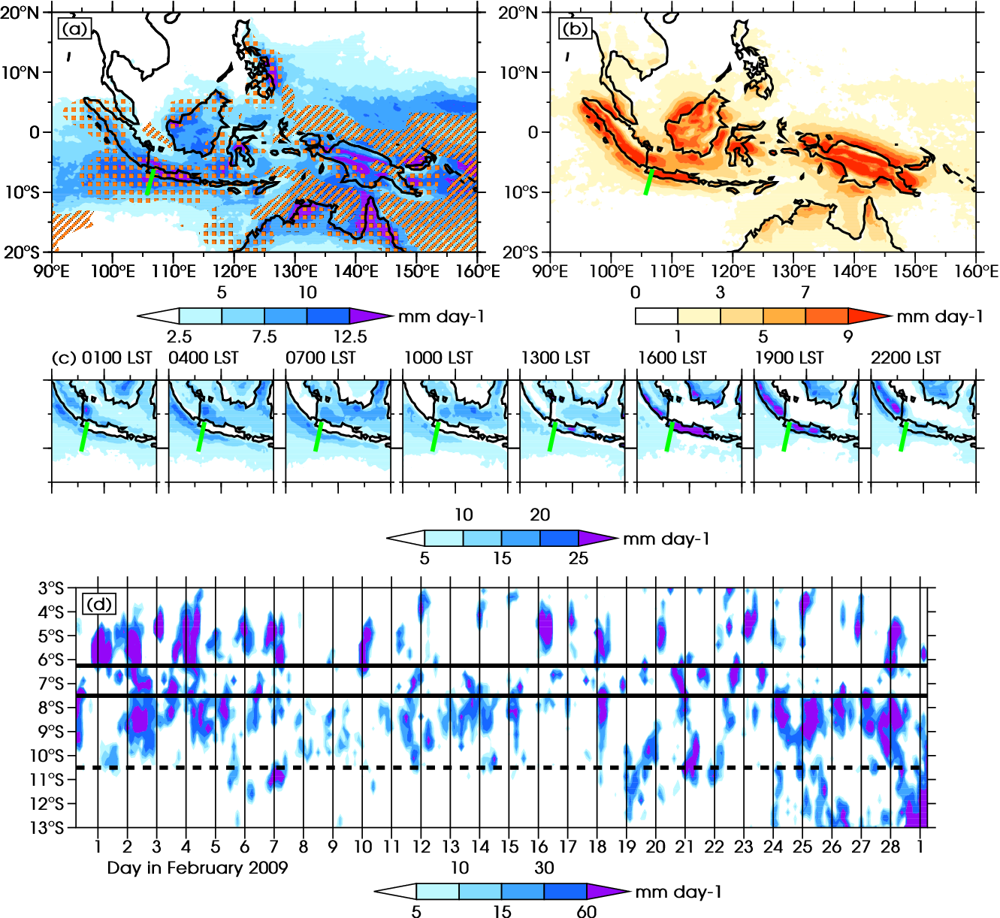 20°N
10°N
0
10°S
20°S
(a)
90°E 100°E 110°E 120°E 130°E 140°E 150°E 160°E
20°N
10°N
0
10°S
20°S
(b)
90°E 100°E 110°E 120°E 130°E 140°E 150°E 160°E
5 10
mm day-1
2.5 7.5 12.5
0 3 7
mm day-1
1 5 9
(c) 0100 LST 0400 LST 0700 LST 1000 LST 1300 LST 1600 LST 1900 LST 2200 LST
10 20
mm day-1
5 15 25
(d)
3°S
4°S
5°S
6°S
7°S
8°S
9°S
10°S
11°S
12°S
13°S
1 2 3 4 5 6 7 8 9 10 11 12 13 14 15 16 17 18 19 20 21 22 23 24 25 26 27 28 1
Day in February 2009
10 30
mm day-1
5 15 60